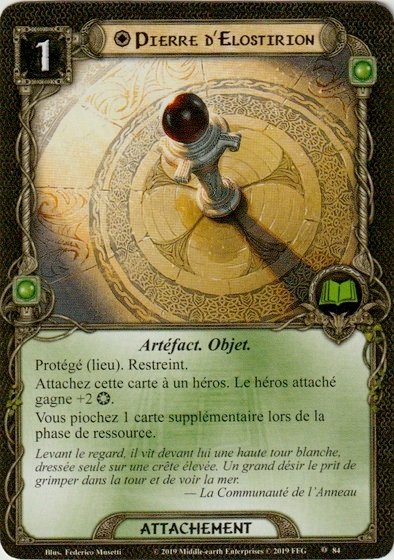 1
Pierre d'Elostirion
Artéfact. Objet.
Protégé (lieu). Restreint.
Attachez cette carte à un héros. Le héros attaché
gagne +2
Vous piochez 1 carte supplémentaire lors de la
phase de ressource.
Levant le regard, il vit devant lui une haute tour blanche,
dressée seule sur une crête élevée. Un grand désir le prit de
grimper dans la tour et de voir la mer.
— La Communauté de l'Anneau
Attachement
Illus. Federico Musetti © 2019 Middle-earth Enterprises © 2019 FFG 84